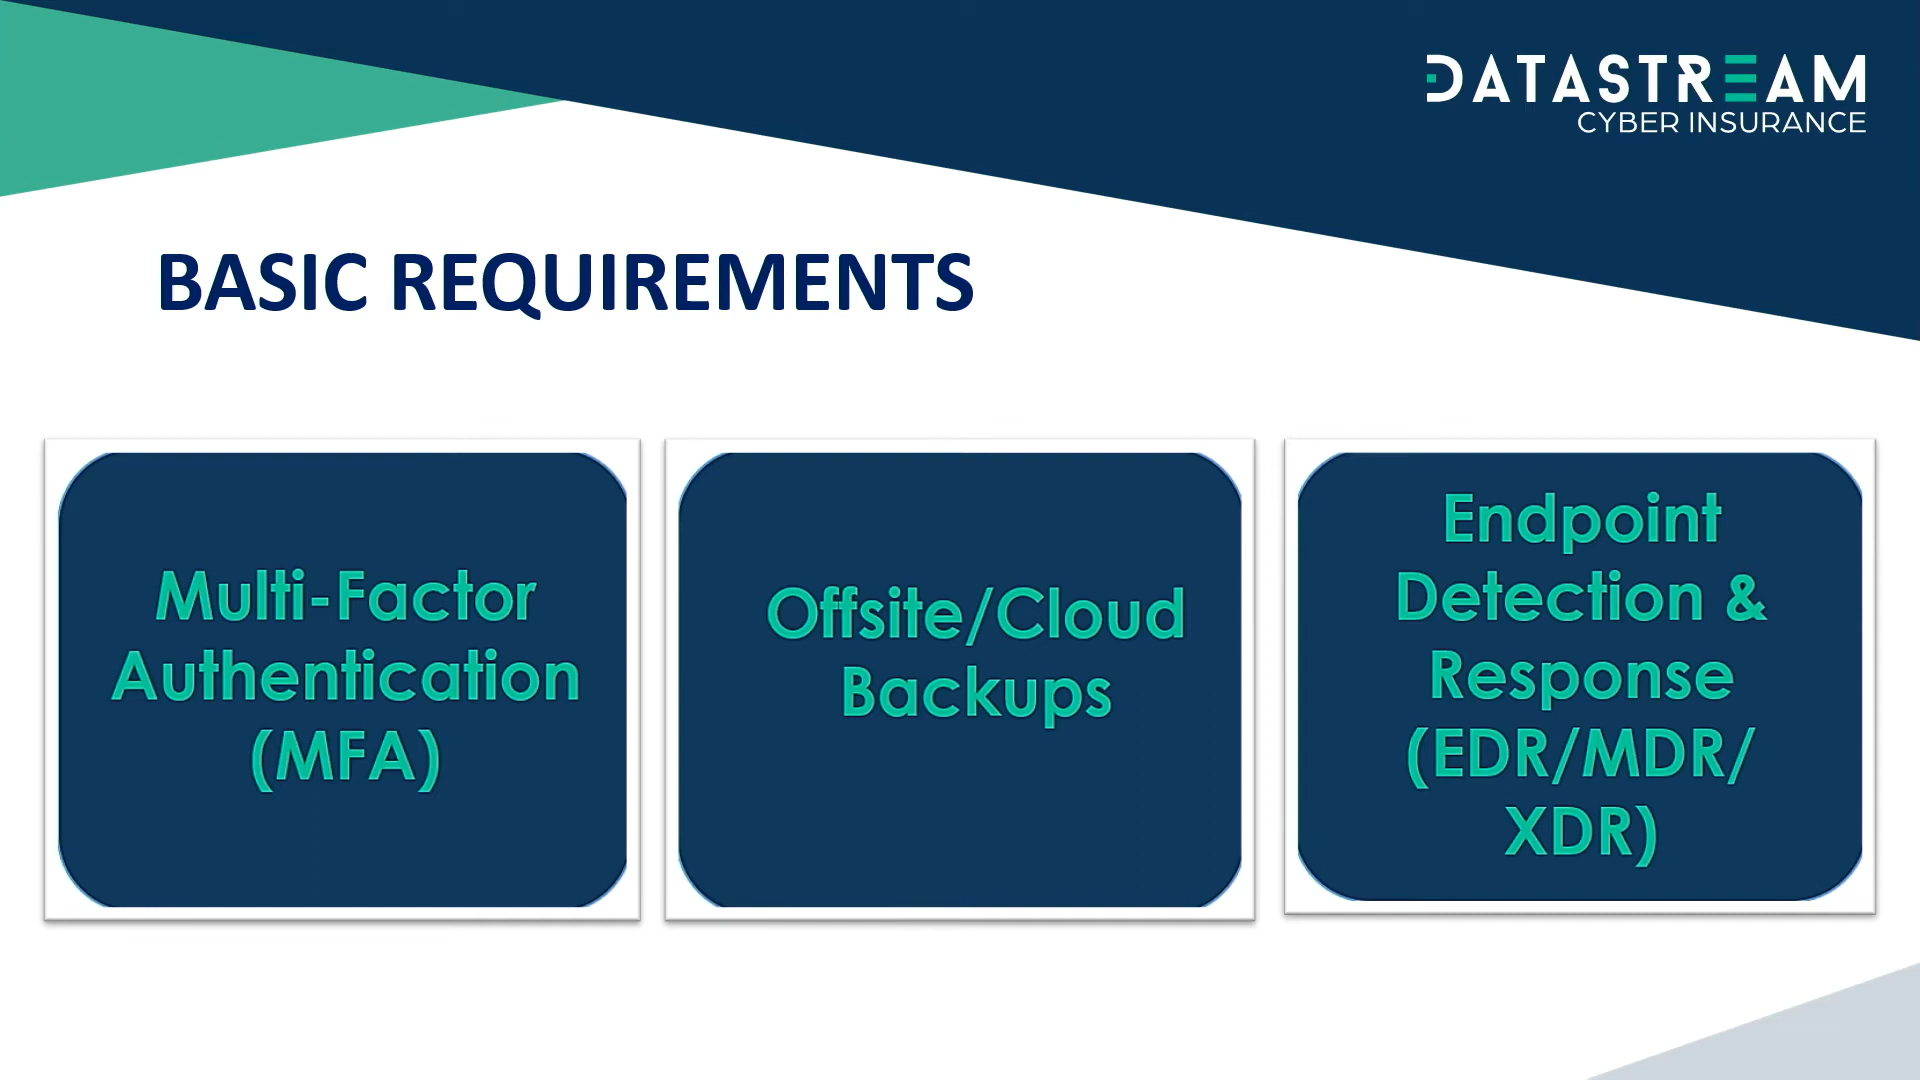 DATASTREAM
CYBER INSURANCE
BASIC REQUIREMENTS
Multi-Factor
Authentication
(MFA)
Offsite/Cloud
Backups
Endpoint
Detection &
Response
(EDR/MDR/
XDR)